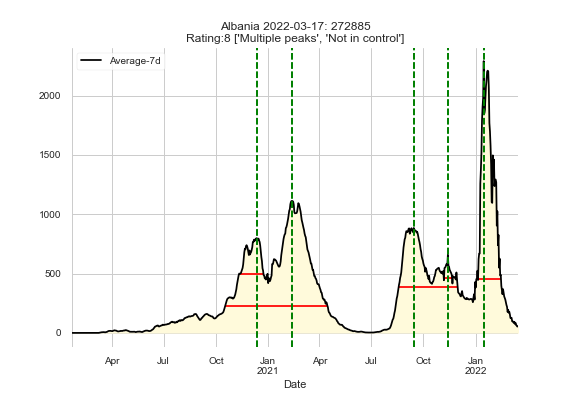 Albania 2022-03-17: 272885
Rating:8 ['Multiple peaks', 'Not in control']
Average-7d
2000
1500
1000
500
0
Apr Jul Oct Jan Apr Jul Oct Jan
2021 2022
Date